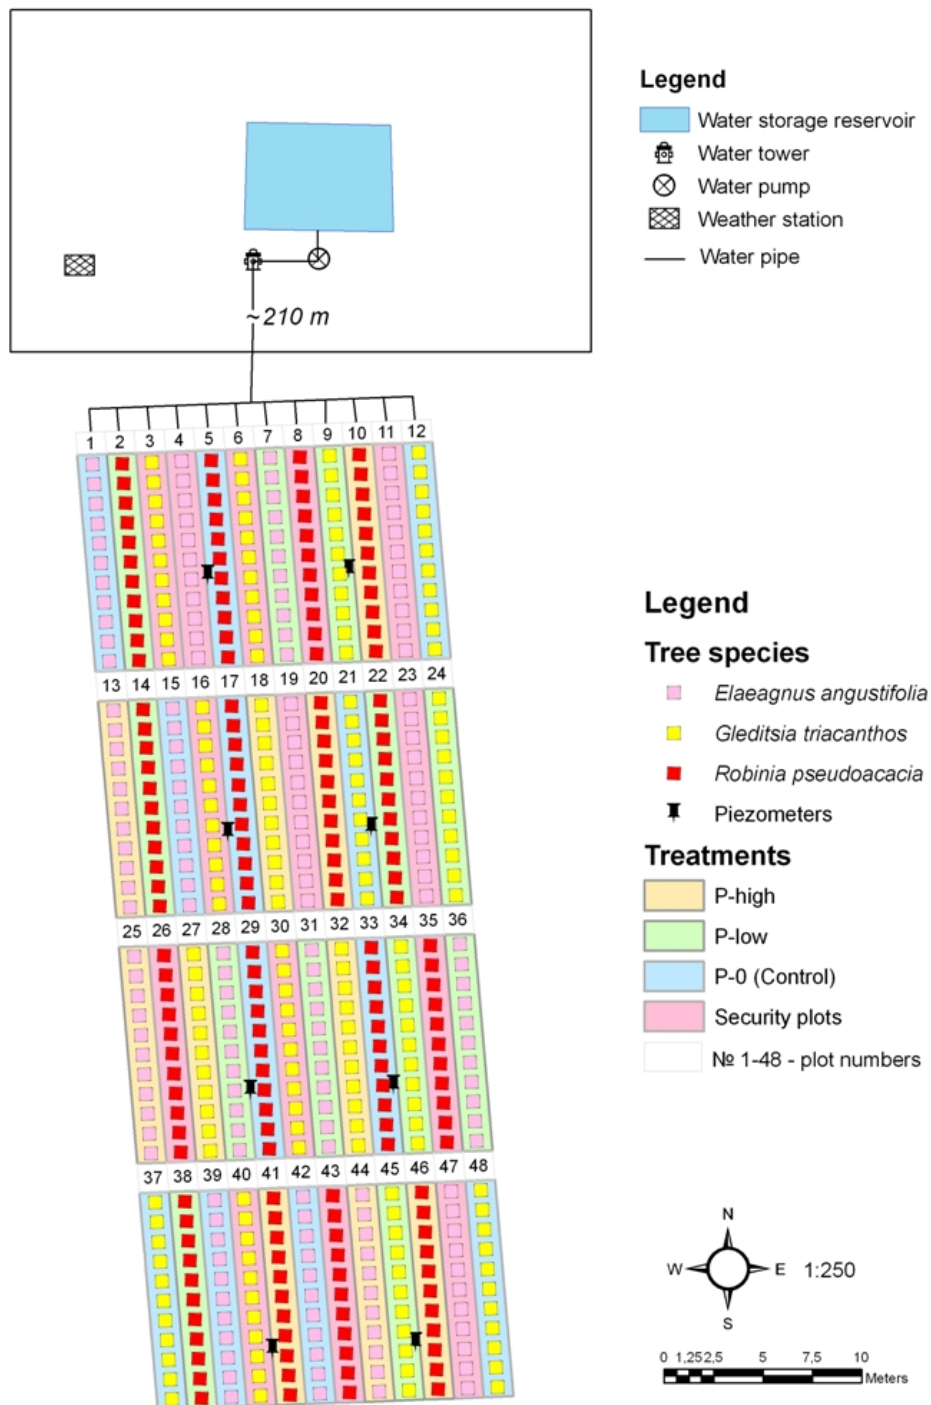 Legend
Water storage reservoir
Water tower
Water pump
Weather station
Water pipe
~210 m
1 2 3 4 5 6 7 8 9 10 11 12
13 14 15 16 17 18 19 20 21 22 23 24
25 26 27 28 29 30 31 32 33 34 35 36
37 38 39 40 41 42 43 44 45 46 47 48
Legend
Tree species
Elaeagnus angustifolia
Gleditsia triacanthos
Robinia pseudoacacia
Piezometers
Treatments
P-high
P-low
P-0 (Control)
Security plots
№ 1-48 - plot numbers
N
W E 1:250
S
0 1,252,5 5 7,5 10
Meters